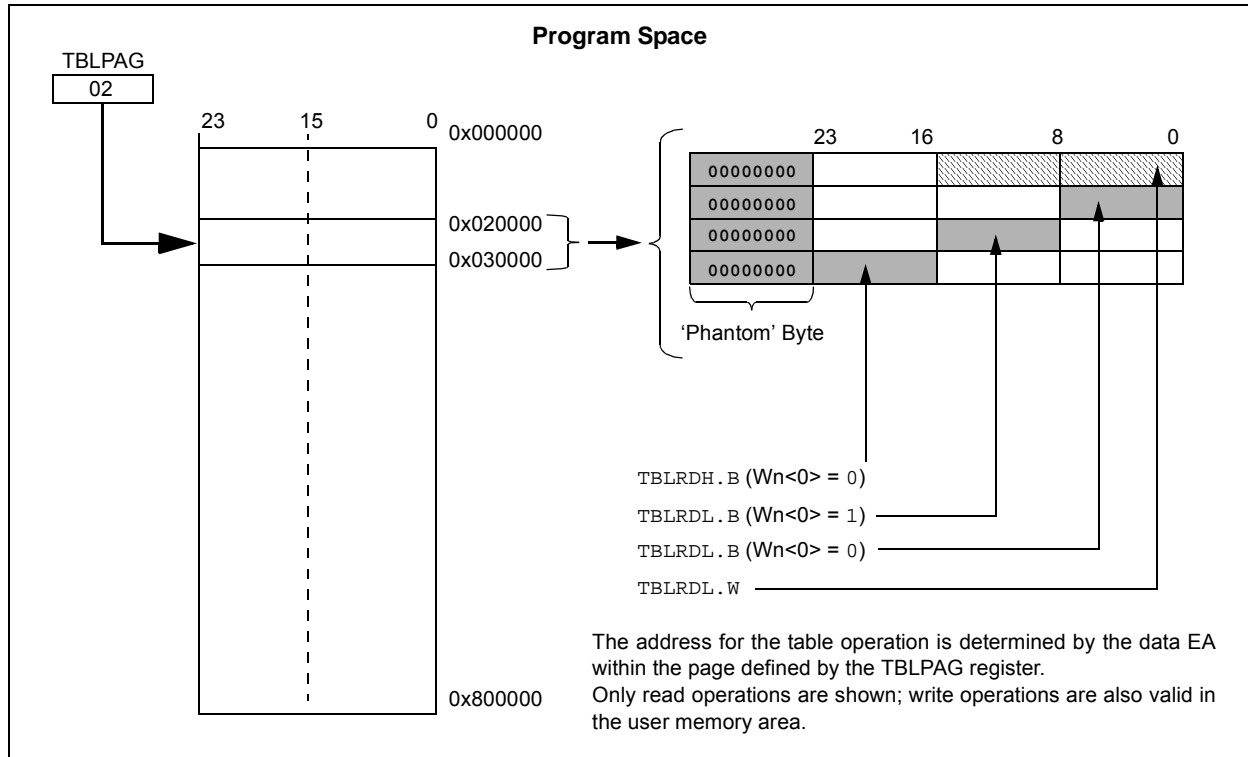 Program Space
TBLPAG
02
23 15 0
0x000000
0x020000
0x030000
0x800000
23 16 8 0
00000000
00000000
00000000
00000000
‘Phantom’ Byte
TBLRDH.B (Wn<0> = 0)
TBLRDL.B (Wn<0> = 1)
TBLRDL.B (Wn<0> = 0)
TBLRDL.W
The address for the table operation is determined by the data EA
within the page defined by the TBLPAG register.
Only read operations are shown; write operations are also valid in
the user memory area.